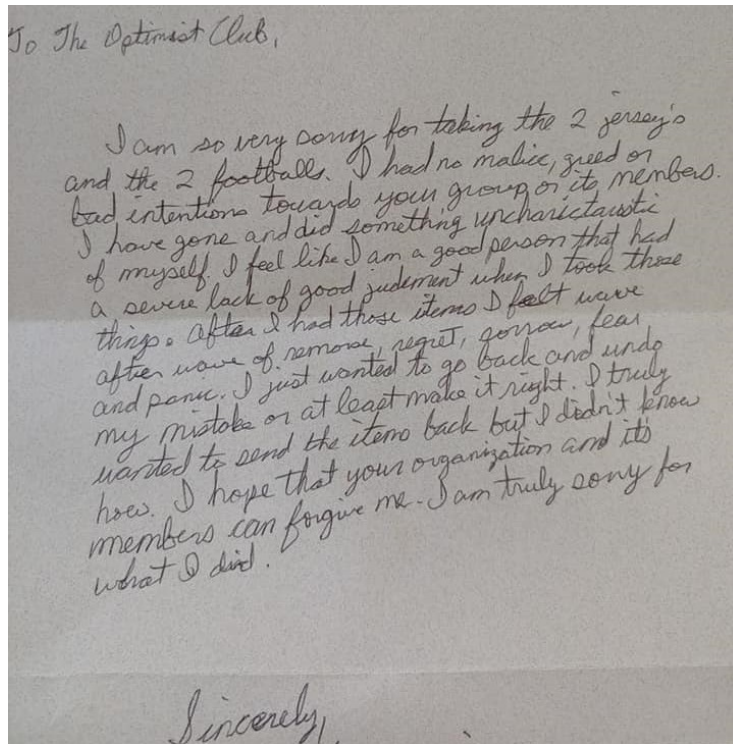 To The Optimist Club,
I am so very sorry for taking the 2 jersey's
and the 2 footballs. I had no malice, greed or
bad intentions towards your group or its members.
I have gone and did something uncharictaristic
of myself. I feel like I am a good person that had
a severe lack of good judement when I took those
things. After I had those items I felt wave
after wave of remorse, regret, sorrow, fear
and panic. I just wanted to go back and undo
my mistake or at least make it right. I truly
wanted to send the items back but I didn't know
how. I hope that your organization and it's
members can forgive me. I am truly sorry for
what I did.
Sincerely,